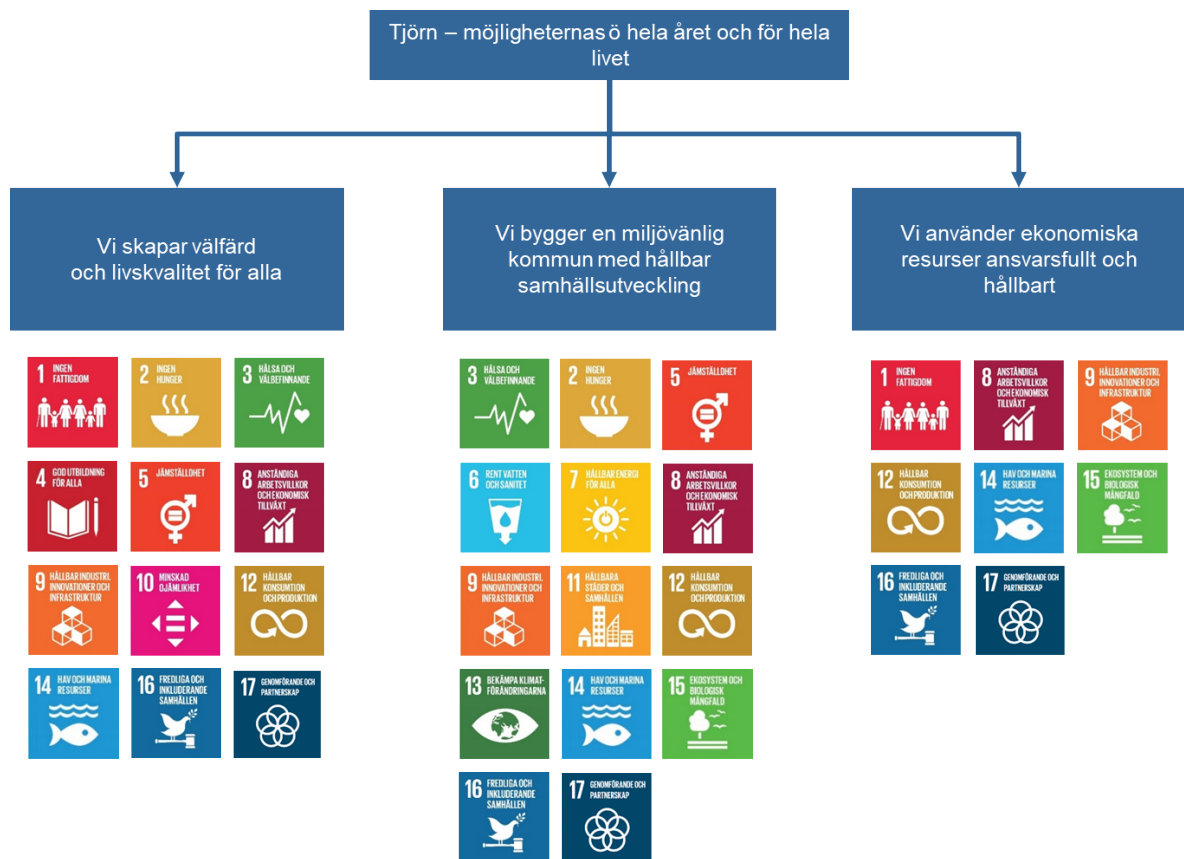 Tjörn – möjligheternas ö hela året och för hela
livet
Vi skapar välfärd
och livskvalitet för alla
Vi bygger en miljövänlig
kommun med hållbar
samhällsutveckling
Vi använder ekonomiska
resurser ansvarsfullt och
hållbart
1 INGEN
FATTIGDOM
2 INGEN
HUNGER
3 HÄLSA OCH
VÄLBEFINNANDE
4 GOD UTBILDNING
FÖR ALLA
5 JÄMSTÄLLDHET
8 ANSTÄNDIGA
ARBETSVILLKOR
OCH EKONOMISK
TILLVÄXT
9 HÅLLBAR INDUSTRI,
INNOVATIONER OCH
INFRASTRUKTUR
10 MINSKAD
OJÄMLIKHET
12 HÅLLBAR
KONSUMTION
OCH PRODUKTION
14 HAV OCH MARINA
RESURSER
16 FREDLIGA OCH
INKLUDERANDE
SAMHÄLLEN
17 GENOMFÖRANDE OCH
PARTNERSKAP
3 HÄLSA OCH
VÄLBEFINNANDE
2 INGEN
HUNGER
5 JÄMSTÄLLDHET
6 RENT VATTEN
OCH SANITET
7 HÅLLBAR ENERGI
FÖR ALLA
8 ANSTÄNDIGA
ARBETSVILLKOR
OCH EKONOMISK
TILLVÄXT
9 HÅLLBAR INDUSTRI,
INNOVATIONER OCH
INFRASTRUKTUR
11 HÅLLBARA
STÄDER OCH
SAMHÄLLEN
12 HÅLLBAR
KONSUMTION
OCH PRODUKTION
13 BEKÄMPA KLIMAT-
FÖRÄNDRINGARNA
14 HAV OCH MARINA
RESURSER
15 EKOSYSTEM OCH
BIOLOGISK
MÅNGFALD
16 FREDLIGA OCH
INKLUDERANDE
SAMHÄLLEN
17 GENOMFÖRANDE OCH
PARTNERSKAP
1 INGEN
FATTIGDOM
8 ANSTÄNDIGA
ARBETSVILLKOR
OCH EKONOMISK
TILLVÄXT
9 HÅLLBAR INDUSTRI,
INNOVATIONER OCH
INFRASTRUKTUR
12 HÅLLBAR
KONSUMTION
OCH PRODUKTION
14 HAV OCH MARINA
RESURSER
15 EKOSYSTEM OCH
BIOLOGISK
MÅNGFALD
16 FREDLIGA OCH
INKLUDERANDE
SAMHÄLLEN
17 GENOMFÖRANDE OCH
PARTNERSKAP